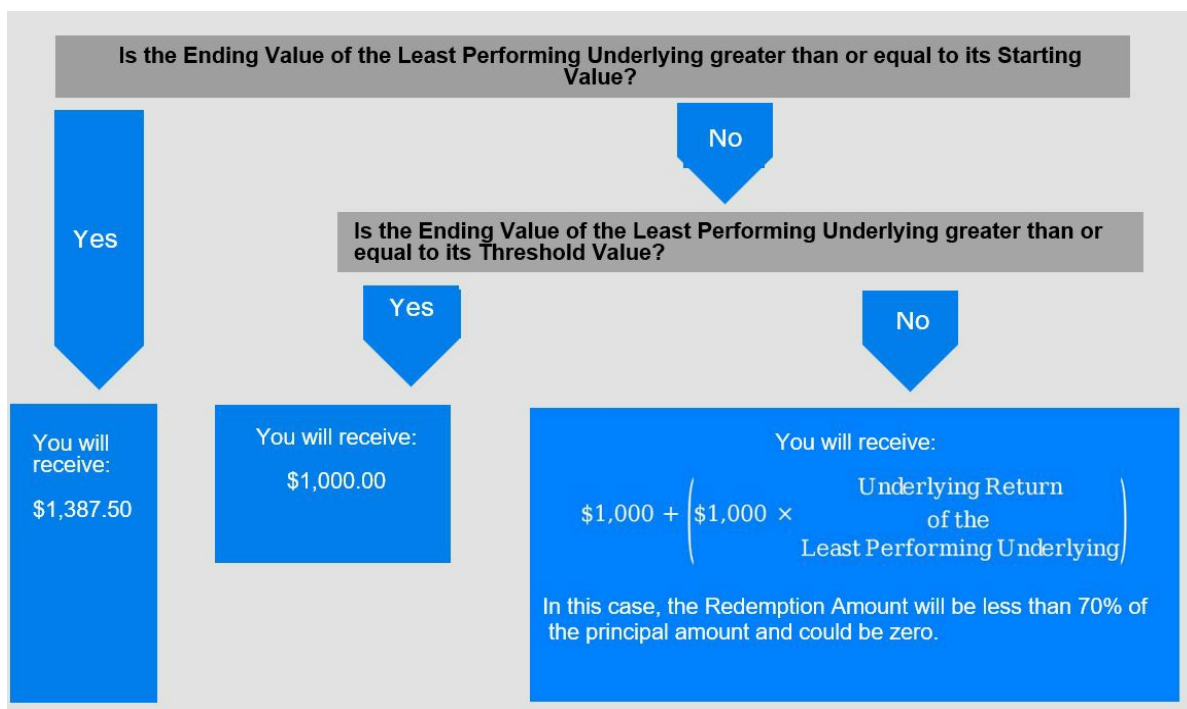 Is the Ending Value of the Least Performing Underlying greater than or equal to its Starting
Value?
No
Yes
Is the Ending Value of the Least Performing Underlying greater than or
equal to its Threshold Value?
Yes
No
You will
receive:
$1,387.50
You will receive:
$1,000.00
You will receive:
$1,000 + ($1,000 × Underlying Return
of the
Least Performing Underlying)
In this case, the Redemption Amount will be less than 70% of
the principal amount and could be zero.